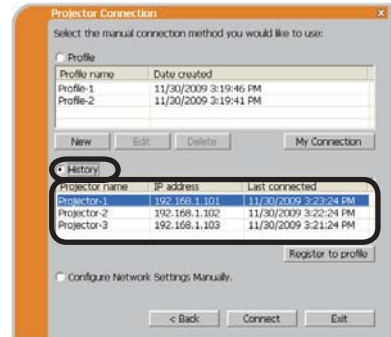 Projector Connection x
Select the manual connection method you would like to use:
Profile
Profile name Date created
Profile-1 11/30/2009 3:19:46 PM
Profile-2 11/30/2009 3:19:41 PM
New Edit Delete My Connection
History
Projector name IP address Last connected
Projector-1 192.168.1.101 11/30/2009 3:23:24 PM
Projector-2 192.168.1.102 11/30/2009 3:22:24 PM
Projector-3 192.168.1.103 11/30/2009 3:21:24 PM
Register to profile
Configure Network Settings Manually.
< Back Connect Exit